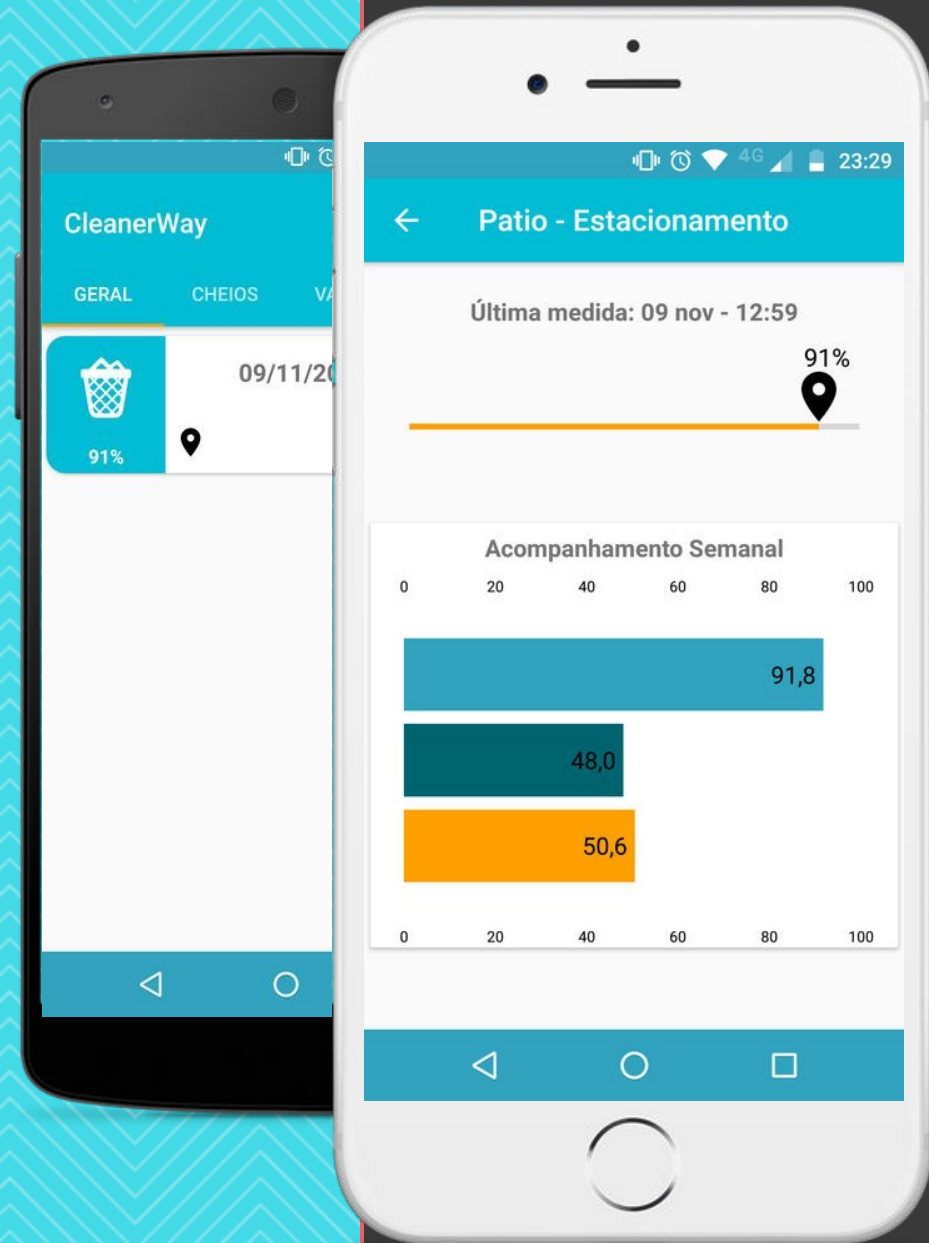 CleanerWay
GERAL CHEIOS
09/11/20
91%
4G 23:29
Patio - Estacionamento
Última medida: 09 nov - 12:59
91%
Acompanhamento Semanal
0 20 40 60 80 100
91,8
48,0
50,6
0 20 40 60 80 100